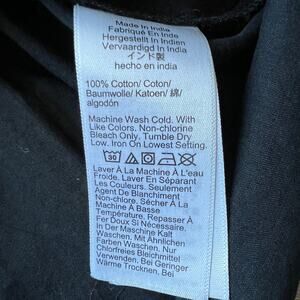 Made In India
Fabriqué En Inde
Hergestellt In Indien
Vervaardigd In Indien
インド製
hecho en india
100% Cotton/ Coton/
Baumwolle/ Katoen/ 綿/
algodón
Machine Wash Cold. With
Like Colors. Non-chlorine
Bleach Only. Tumble Dry
Low. Iron On Lowest Setting.
30
Laver À La Machine À L'eau
Froide. Laver En Séparant
Les Couleurs. Seulement
Agent De Blanchiment
Non-chlore. Sécher À La
Machine À Basse
Température. Repasser À
Fer Doux Si Nécessaire.
In Der Maschine Kalt
Waschen, Mit Ähnlichen
Farben Waschen, Nur
Chlorfreies Bleichmittel
Verwenden, Bei Geringer
Wärme Trocknen, Bei